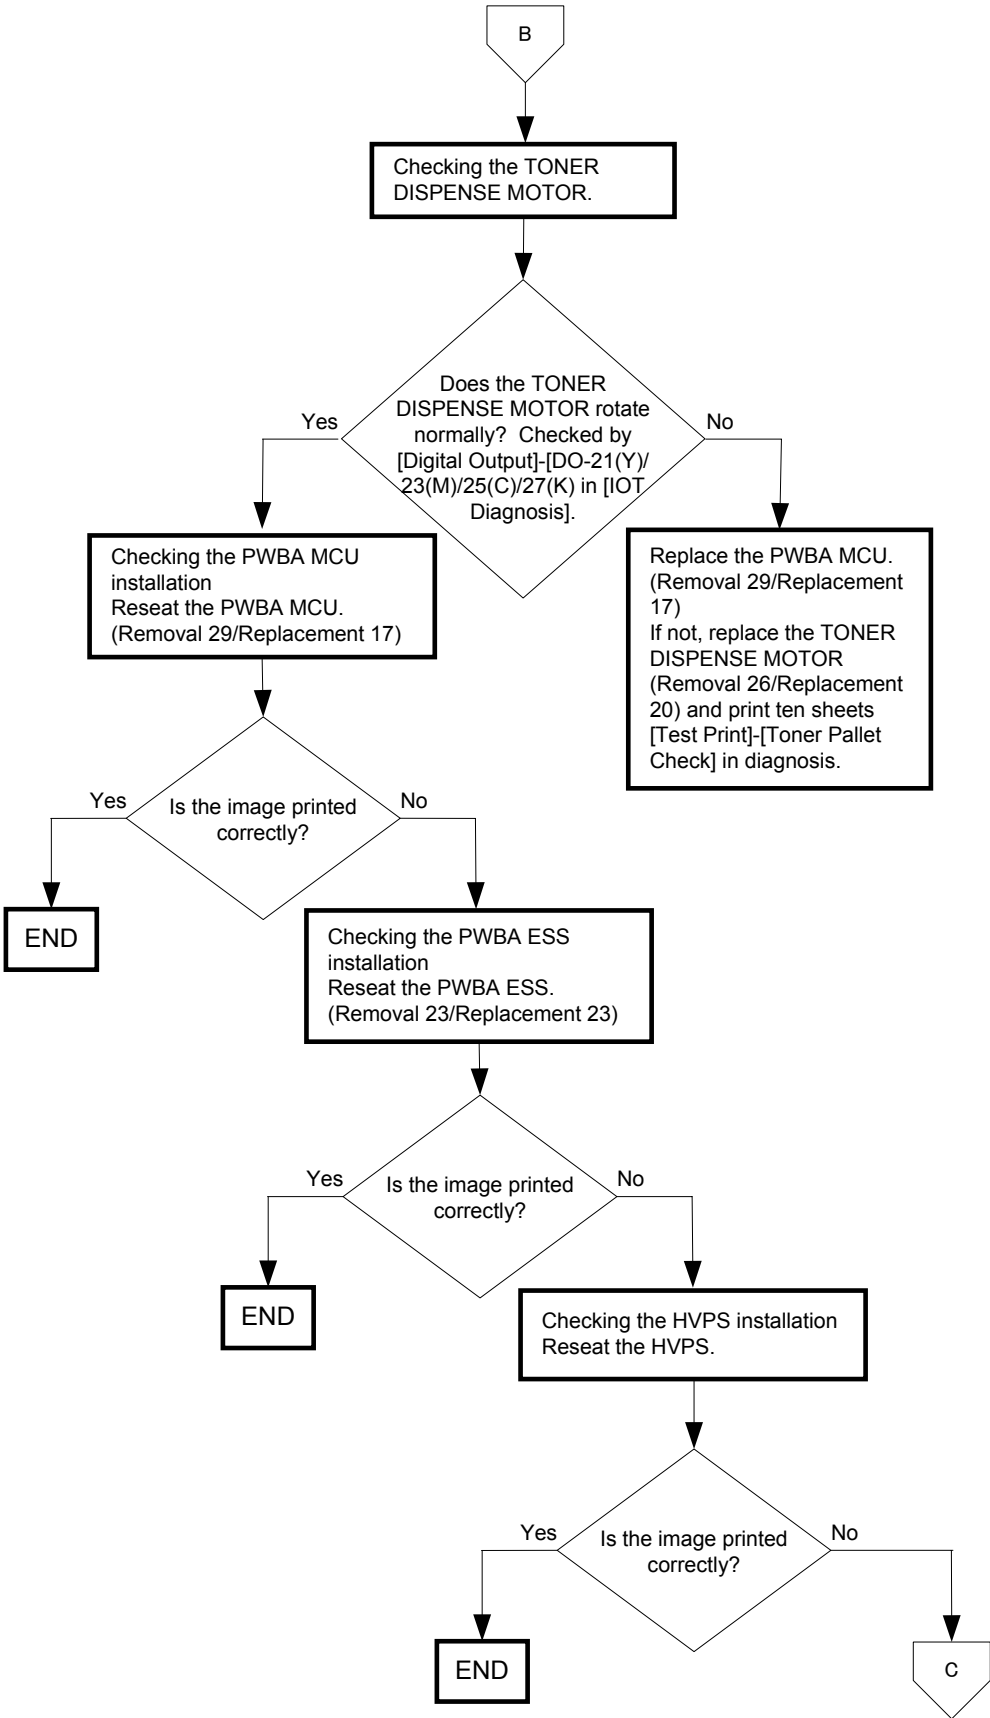 B
Checking the TONER
DISPENSE MOTOR.
Does the TONER
DISPENSE MOTOR rotate
normally?  Checked by
[Digital Output]-[DO-21(Y)/
23(M)/25(C)/27(K) in [IOT
Diagnosis].
Yes
No
Checking the PWBA MCU
installation
Reseat the PWBA MCU.
(Removal 29/Replacement 17)
Replace the PWBA MCU.
(Removal 29/Replacement
17)
If not, replace the TONER
DISPENSE MOTOR
(Removal 26/Replacement
20) and print ten sheets
[Test Print]-[Toner Pallet
Check] in diagnosis.
Yes
Is the image printed
correctly?
No
END
Checking the PWBA ESS
installation
Reseat the PWBA ESS.
(Removal 23/Replacement 23)
Yes
Is the image printed
correctly?
No
END
Checking the HVPS installation
Reseat the HVPS.
Yes
Is the image printed
correctly?
No
END
C